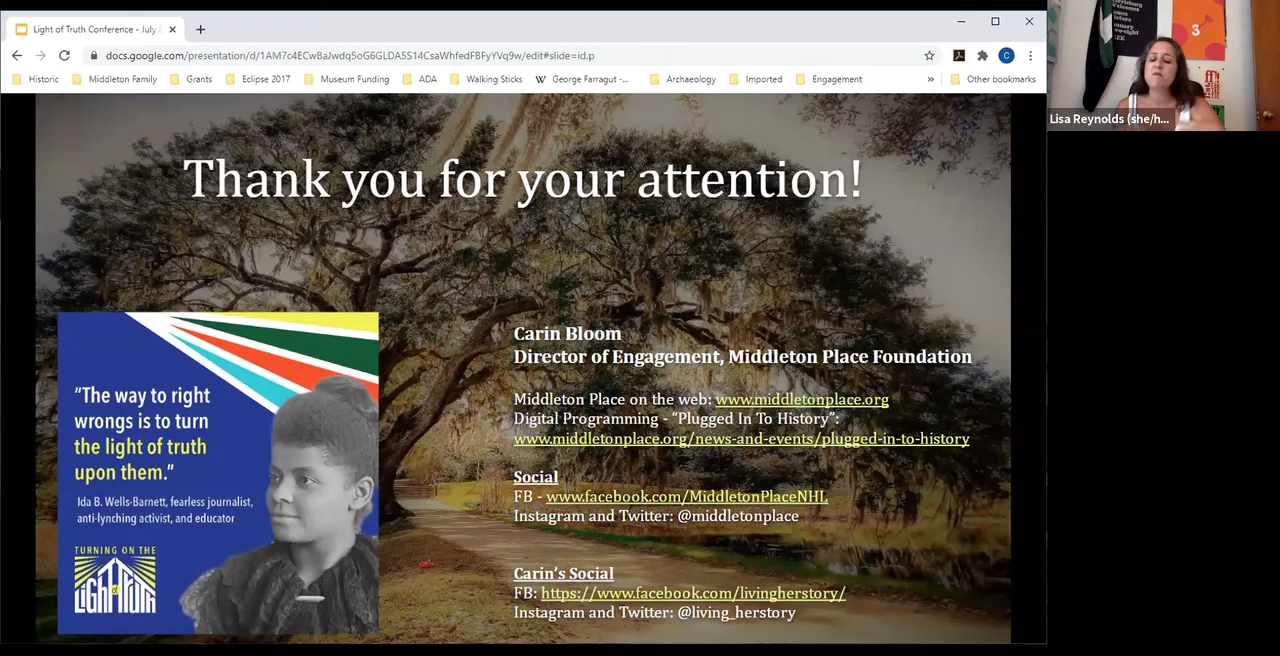 Light of Truth Conference - July
docs.google.com/presentation/d/1AM7c4ECwBaJwdq5oG6GLDA5S14CsaWhfedFBFyYVq9w/edit#slide=id.p
C
Historic
Middleton Family
Grants
Eclipse 2017
Museum Funding
ADA
Walking Sticks
W George Farragut -...
Archaeology
Imported
Engagement
»
Other bookmarks
Thank you for your attention!
"The way to right
wrongs is to turn
the light of truth
upon them."
Ida B. Wells-Barnett, fearless journalist,
anti-lynching activist, and educator
TURNING ON THE
LIGHT of TRUTH
Carin Bloom
Director of Engagement, Middleton Place Foundation
Middleton Place on the web: www.middletonplace.org
Digital Programming - “Plugged In To History”:
www.middletonplace.org/news-and-events/plugged-in-to-history
Social
FB - www.facebook.com/MiddletonPlaceNHL
Instagram and Twitter: @middletonplace
Carin’s Social
FB: https://www.facebook.com/livingherstory/
Instagram and Twitter: @living_herstory
3
Lisa Reynolds (she/h...